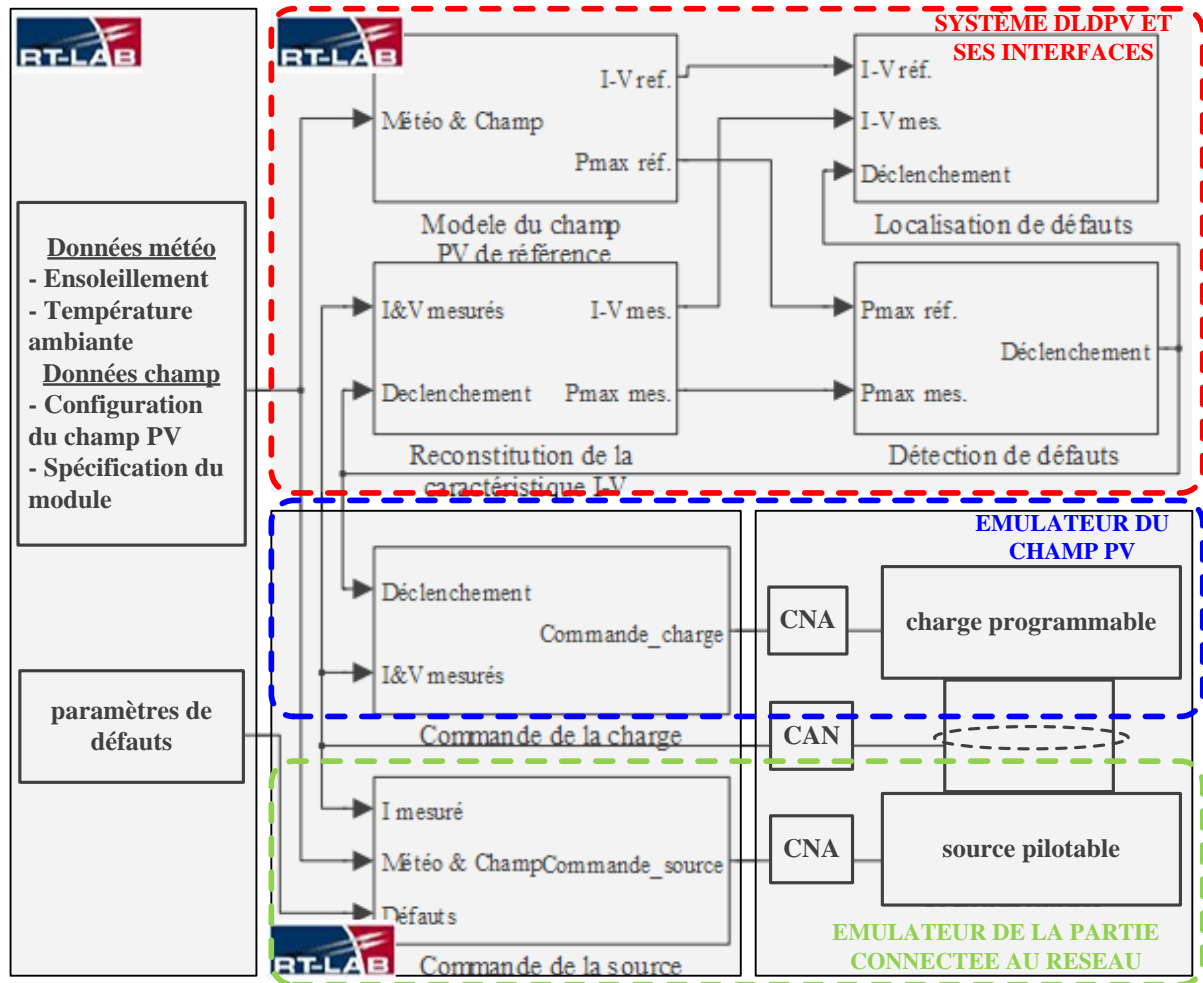 RT-LAB
Données météo
- Ensoleillement
- Température
ambiante
Données champ
- Configuration
du champ PV
- Spécification du
module
paramètres de
défauts
RT-LAB
SYSTÈME DLDPV ET
SES INTERFACES
I-V ref.
Météo & Champ
Pmax réf.
Modele du champ
PV de référence
I-V réf.
I-V mes.
Déclenchement
Localisation de défauts
I&V mesurés
I-V mes.
Declenchement
Pmax mes.
Reconstitution de la
caractéristique I-V
Pmax réf.
Déclenchement
Pmax mes.
Détection de défauts
EMULATEUR DU
CHAMP PV
Déclenchement
Commande_charge
I&V mesurés
Commande de la charge
CNA
charge programmable
CAN
I mesuré
Météo & Champ
Commande_source
Défauts
RT-LAB
Commande de la source
CNA
source pilotable
EMULATEUR DE LA PARTIE
CONNECTEE AU RESEAU